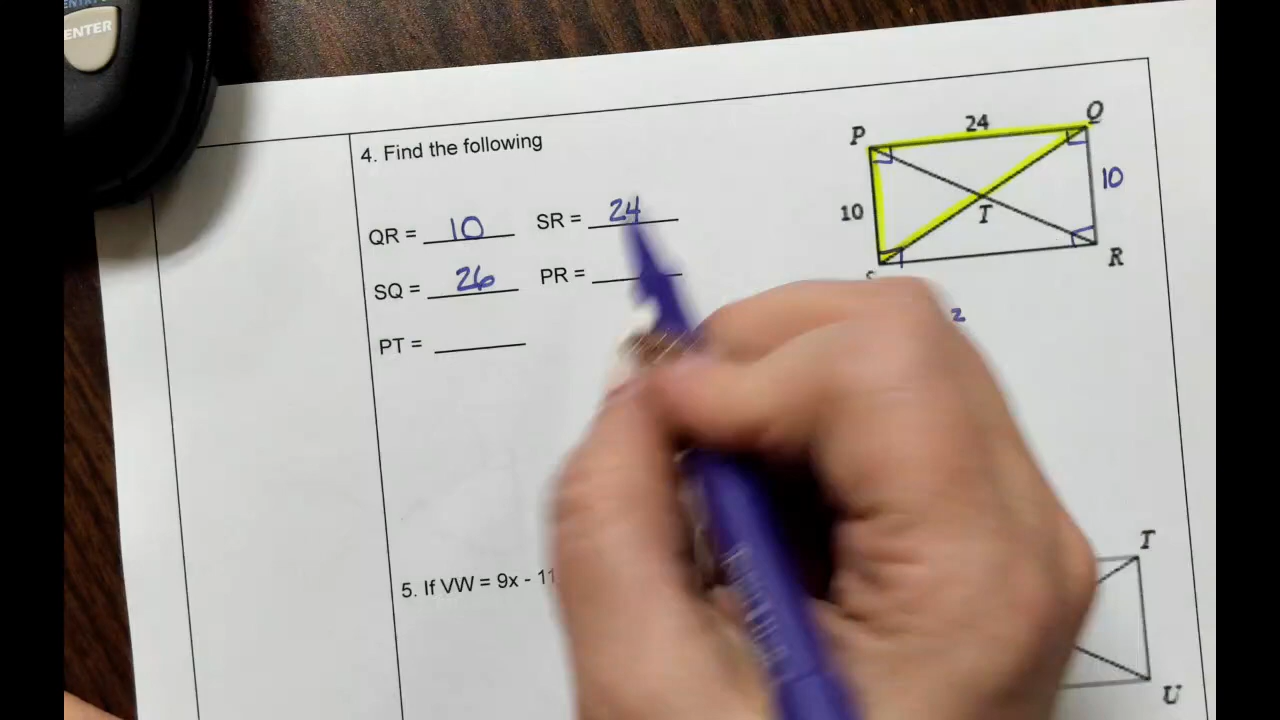 ENTER
4. Find the following
QR = 10 SR = 24
SQ = 26 PR =
PT =
P 24 Q
10 T 10
R
2
5. If VW = 9x - 11
T
U